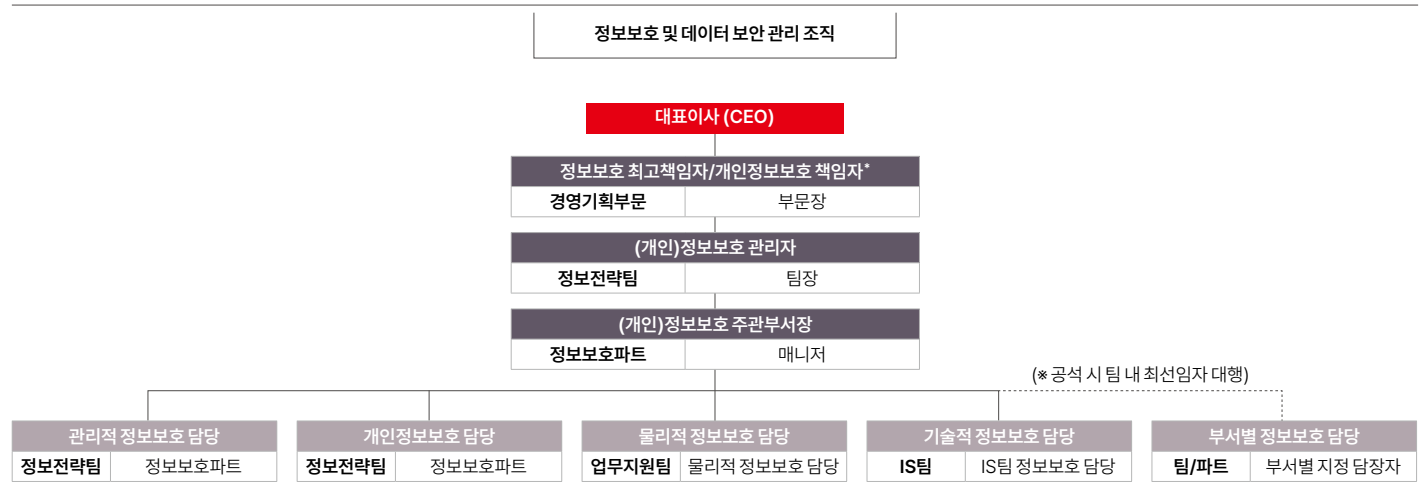 정보보호 및 데이터 보안 관리 조직
대표이사 (CEO)
정보보호 최고책임자/개인정보보호 책임자*
경영기획부문 부문장
(개인)정보보호 관리자
정보전략팀 팀장
(개인)정보보호 주관부서장
정보보호파트 매니저
(※ 공석 시 팀 내 최선임자 대행)
관리적 정보보호 담당 개인정보보호 담당 물리적 정보보호 담당 기술적 정보보호 담당 부서별 정보보호 담당
정보전략팀 정보보호파트 정보전략팀 정보보호파트 업무지원팀 물리적 정보보호 담당 IS팀 IS팀 정보보호 담당 팀/파트 부서별 지정 담장자